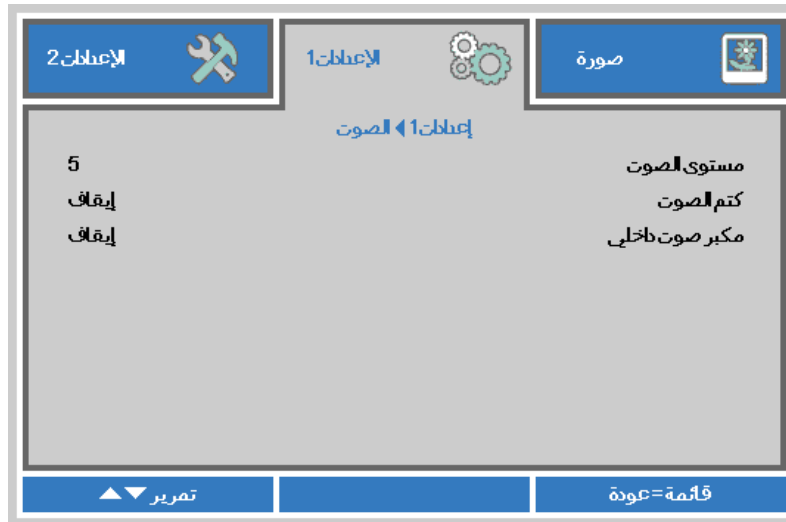 صورة
الإعدادات1
الإعدادات2
إعدادات1 ◀ الصوت
مستوى الصوت 5
كتم الصوت إيقاف
مكبر صوت داخلي إيقاف
قائمة=عودة
تمرير ▼▲